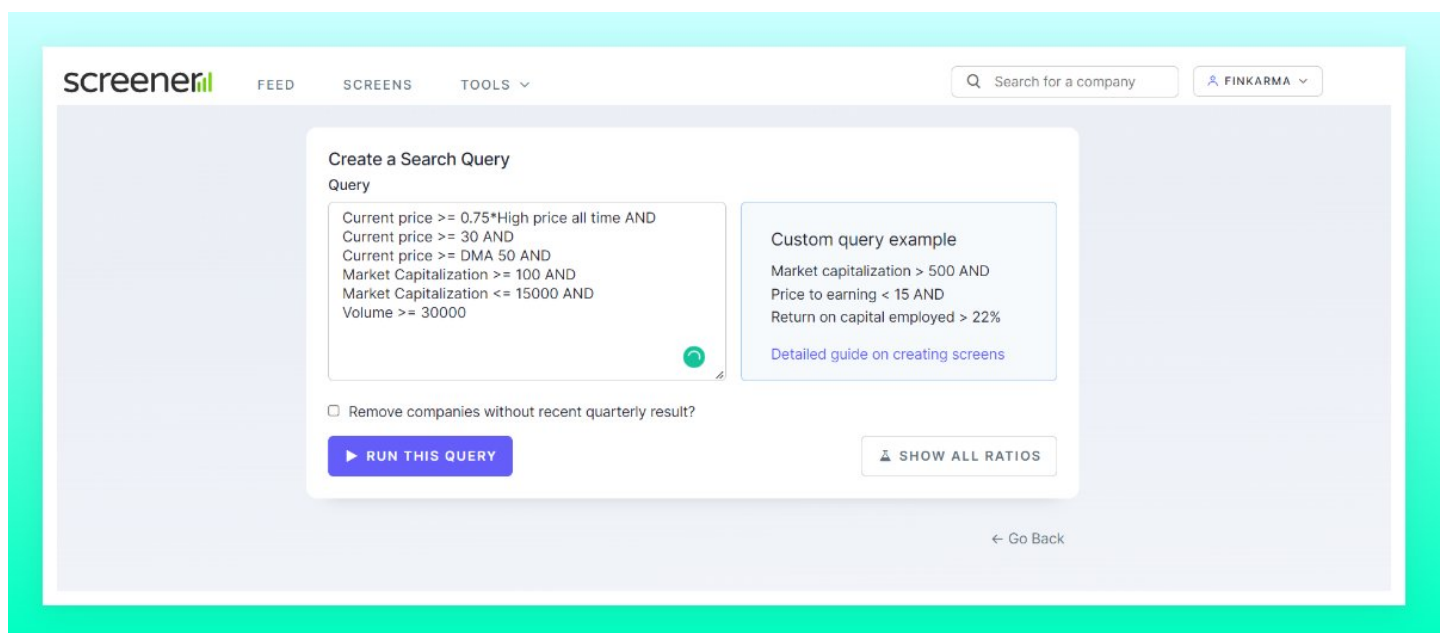 screener
FEED
SCREENS
TOOLS
Search for a company
FINKARMA
Create a Search Query
Query
Current price >= 0.75*High price all time AND
Current price >= 30 AND
Current price >= DMA 50 AND
Market Capitalization >= 100 AND
Market Capitalization <= 15000 AND
Volume >= 30000
Custom query example
Market capitalization > 500 AND
Price to earning < 15 AND
Return on capital employed > 22%
Detailed guide on creating screens
Remove companies without recent quarterly result?
RUN THIS QUERY
SHOW ALL RATIOS
← Go Back